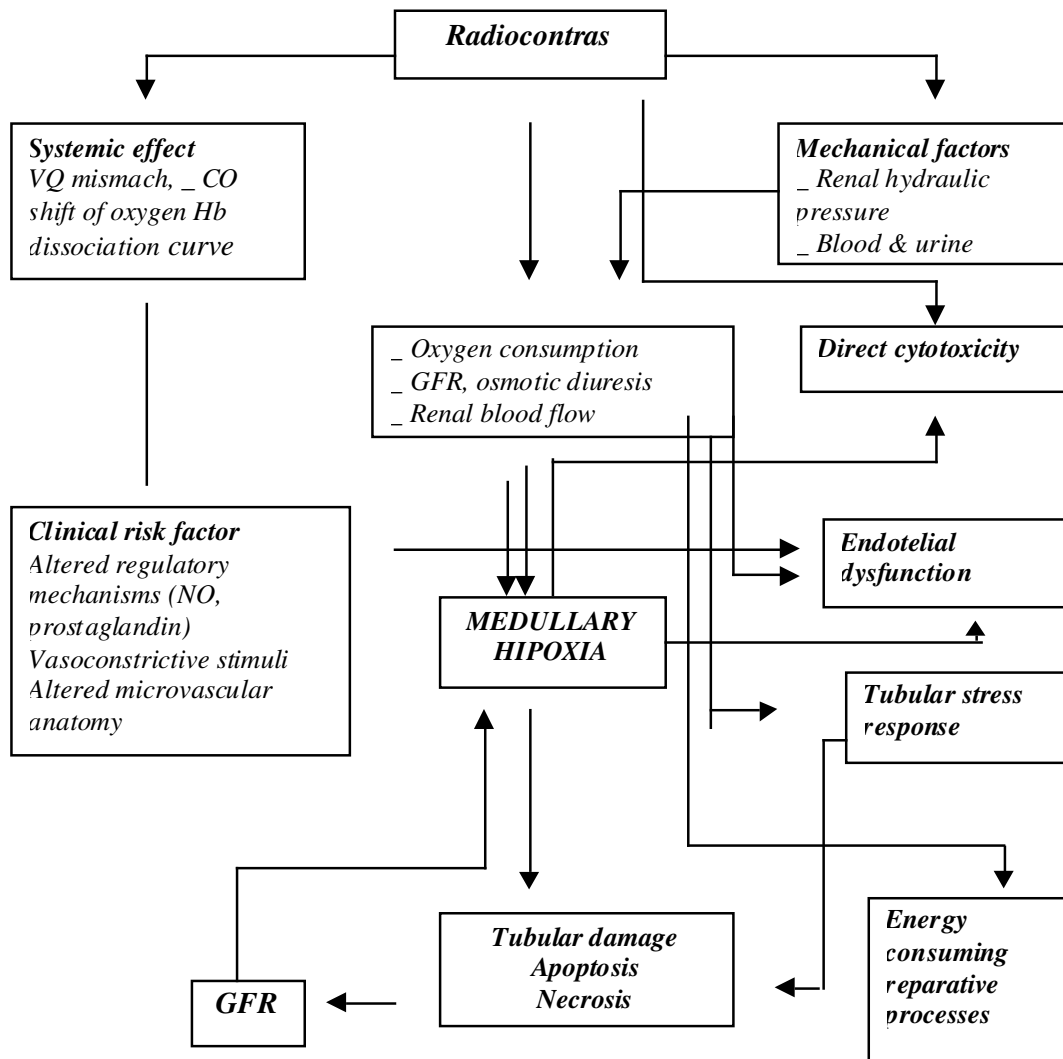 Radiocontras
Systemic effect
VQ mismach, _ CO
shift of oxygen Hb
dissociation curve
Mechanical factors
_ Renal hydraulic
pressure
_ Blood & urine
_ Oxygen consumption
_ GFR, osmotic diuresis
_ Renal blood flow
Direct cytotoxicity
Clinical risk factor
Altered regulatory
mechanisms (NO,
prostaglandin)
Vasoconstrictive stimuli
Altered microvascular
anatomy
Endotelial
dysfunction
MEDULLARY
HIPOXIA
Tubular stress
response
Tubular damage
Apoptosis
Necrosis
GFR
Energy
consuming
reparative
processes